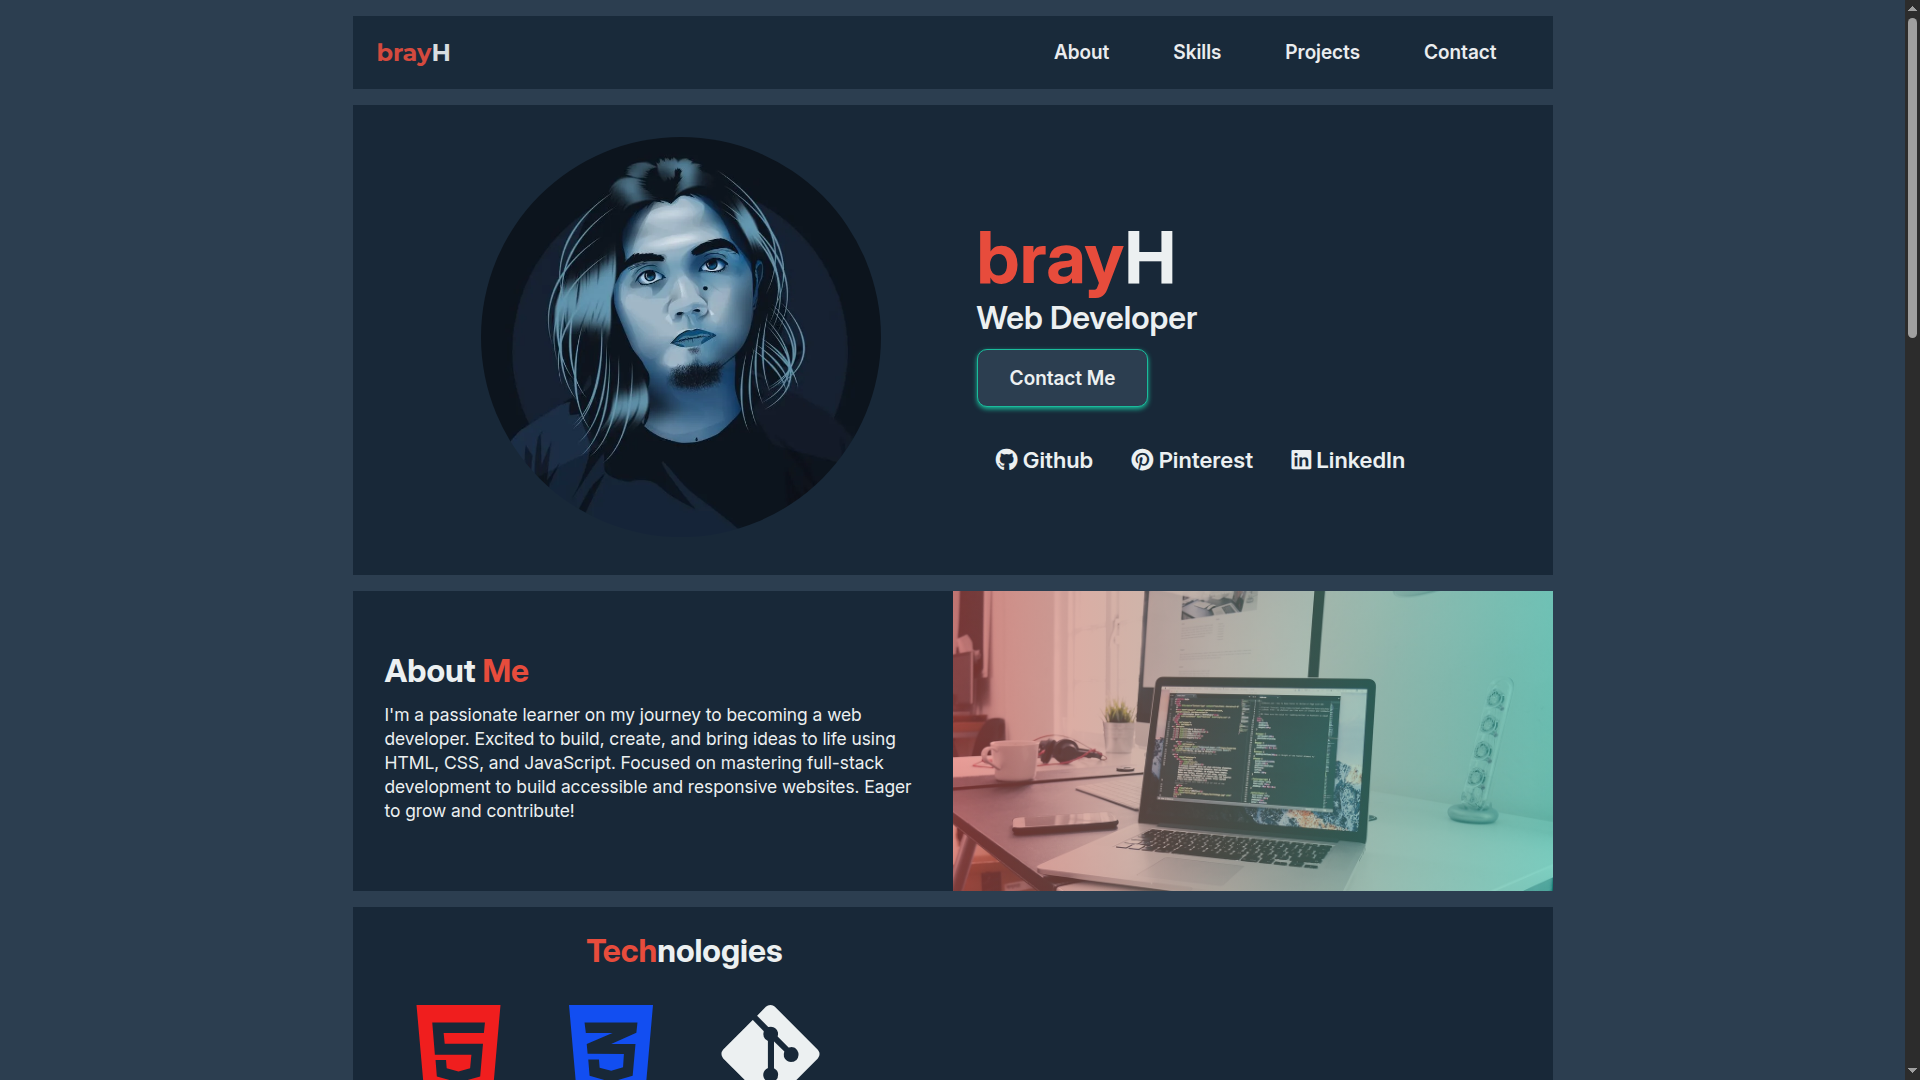 brayH
About
Skills
Projects
Contact
brayH
Web Developer
Contact Me
Github
Pinterest
LinkedIn
About Me
I'm a passionate learner on my journey to becoming a web
developer. Excited to build, create, and bring ideas to life using
HTML, CSS, and JavaScript. Focused on mastering full-stack
development to build accessible and responsive websites. Eager
to grow and contribute!
Technologies